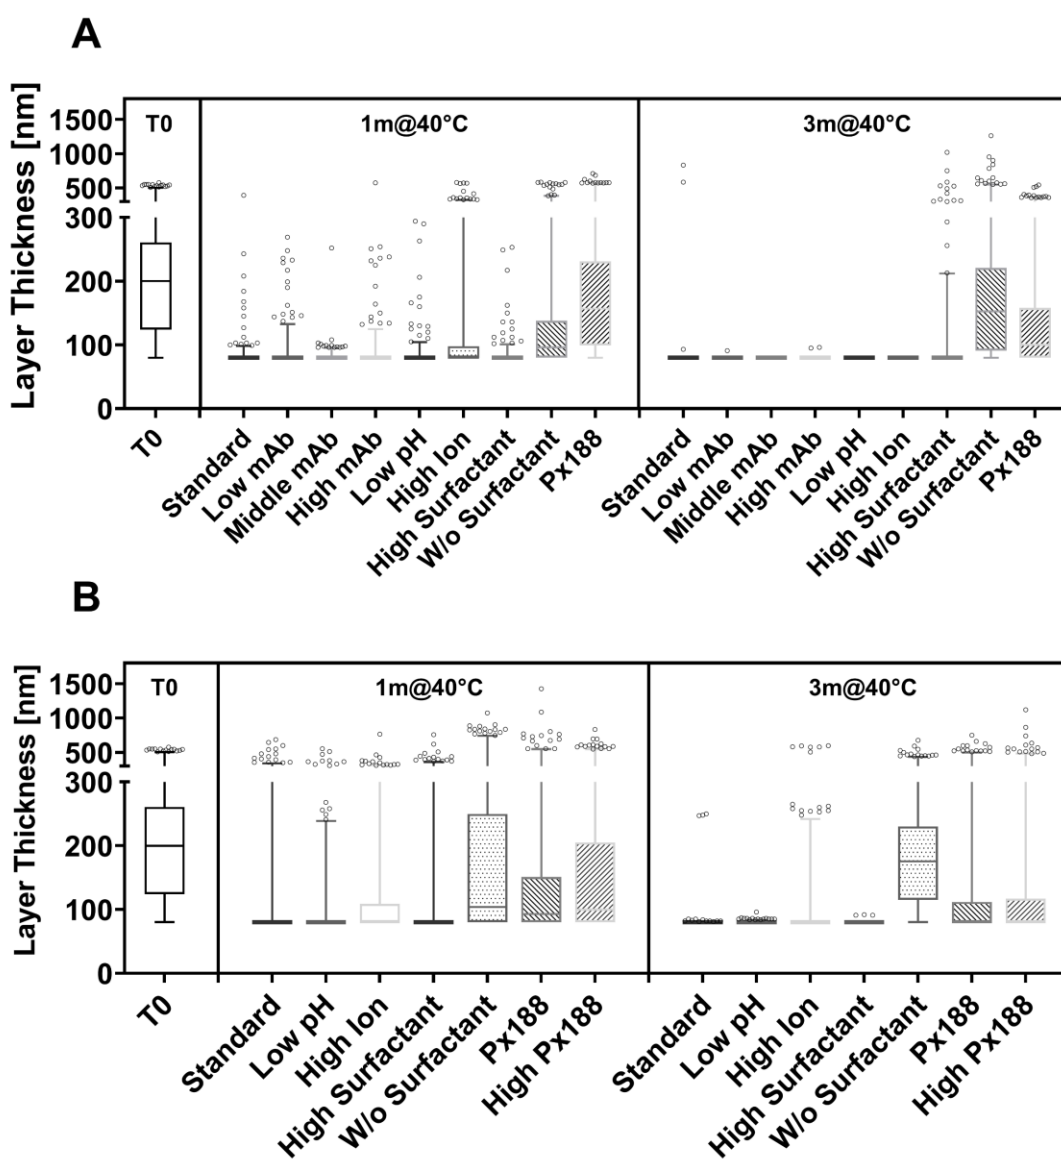 A
Layer Thickness [nm]
1500
1000
500
300
200
100
0
T0
1m@40°C
3m@40°C
T0
Standard
Low mAb
Middle mAb
High mAb
Low pH
High Ion
High Surfactant
W/o Surfactant
Px188
Standard
Low mAb
Middle mAb
High mAb
Low pH
High Ion
High Surfactant
W/o Surfactant
Px188
B
Layer Thickness [nm]
1500
1000
500
300
200
100
0
T0
1m@40°C
3m@40°C
T0
Standard
Low pH
High Ion
High Surfactant
W/o Surfactant
Px188
High Px188
Standard
Low pH
High Ion
High Surfactant
W/o Surfactant
Px188
High Px188